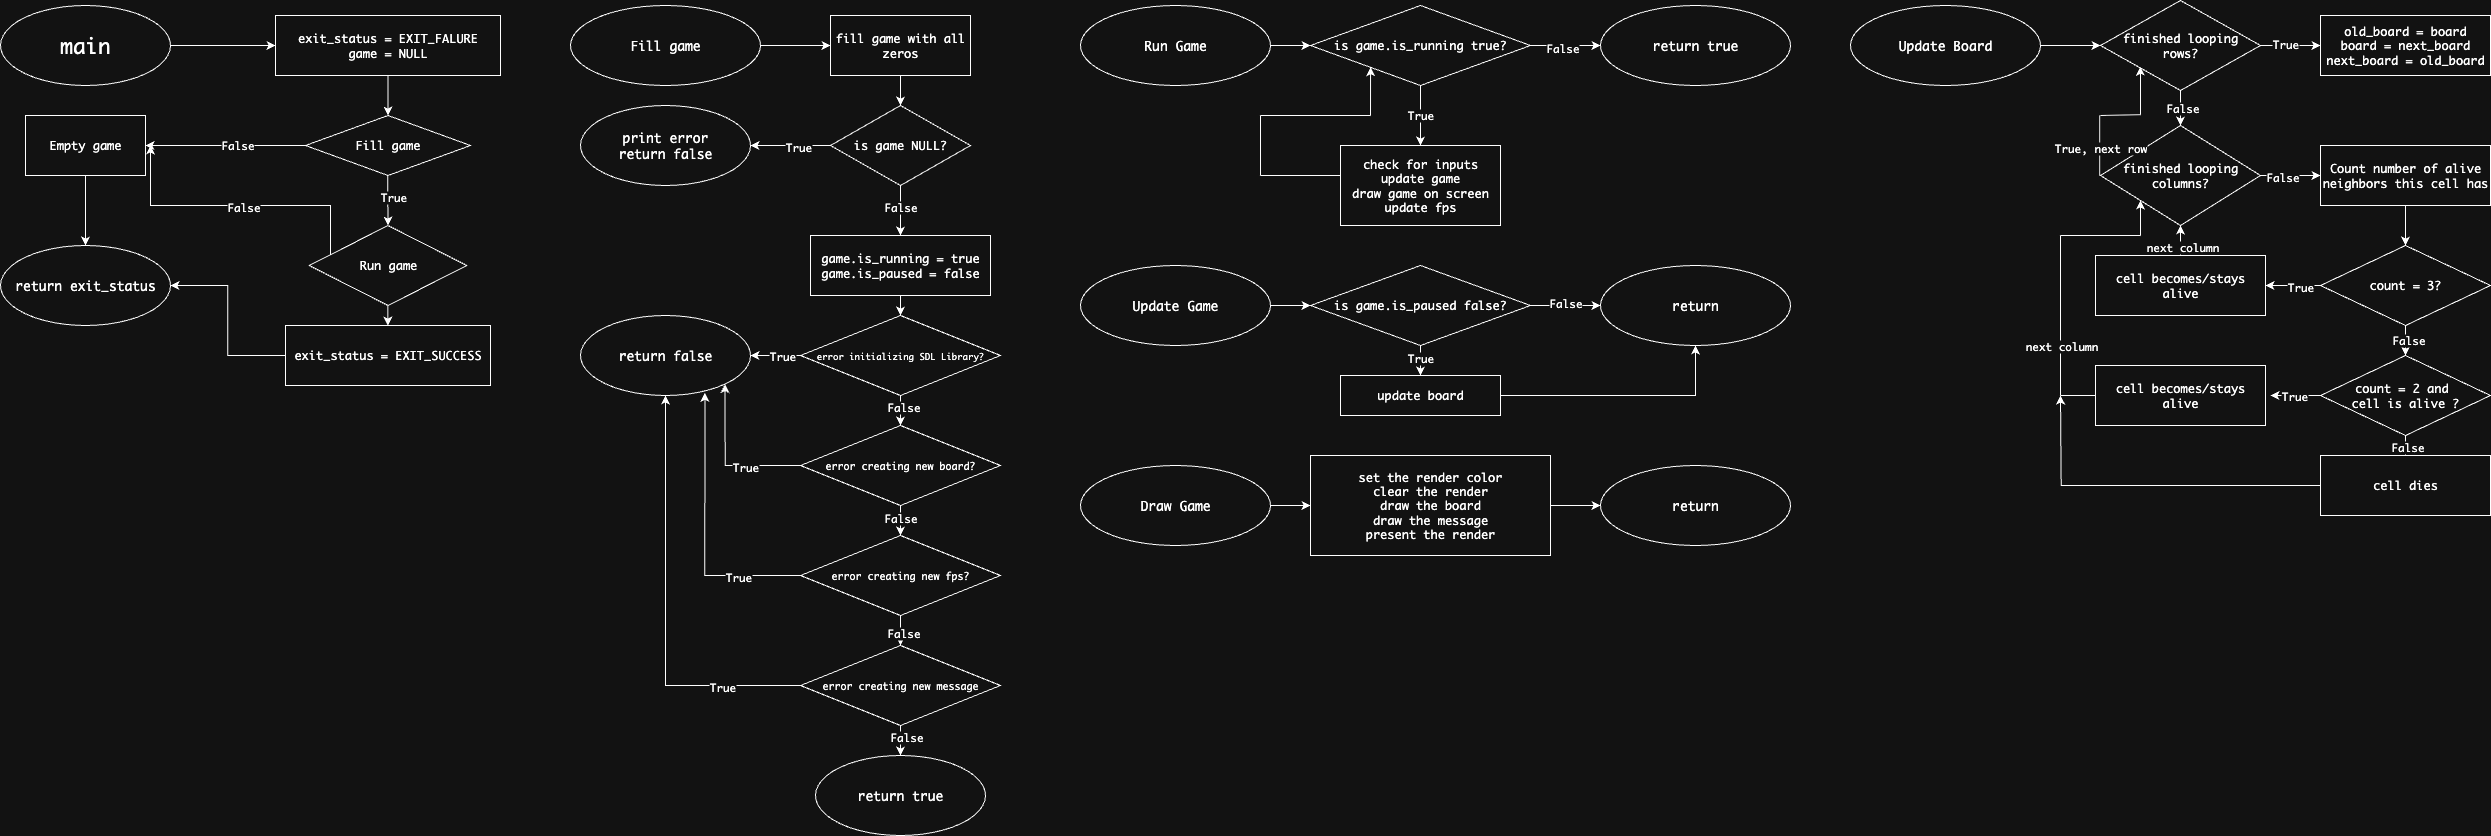 main
exit_status = EXIT_FALURE
game = NULL
Empty game
False
Fill game
True
False
Run game
return exit_status
exit_status = EXIT_SUCCESS
Fill game
fill game with all
zeros
print error
return false
True
is game NULL?
False
game.is_running = true
game.is_paused = false
return false
True
error initializing SDL Library?
False
True
error creating new board?
False
True
error creating new fps?
False
True
error creating new message
False
return true
Run Game
is game.is_running true?
False
return true
True
check for inputs
update game
draw game on screen
update fps
Update Game
is game.is_paused false?
False
return
True
update board
Draw Game
set the render color
clear the render
draw the board
draw the message
present the render
return
Update Board
finished looping
rows?
True
old_board = board
board = next_board
next_board = old_board
False
True, next row
finished looping
columns?
False
Count number of alive
neighbors this cell has
next column
cell becomes/stays
alive
True
count = 3?
False
next column
cell becomes/stays
alive
True
count = 2 and
cell is alive ?
False
cell dies